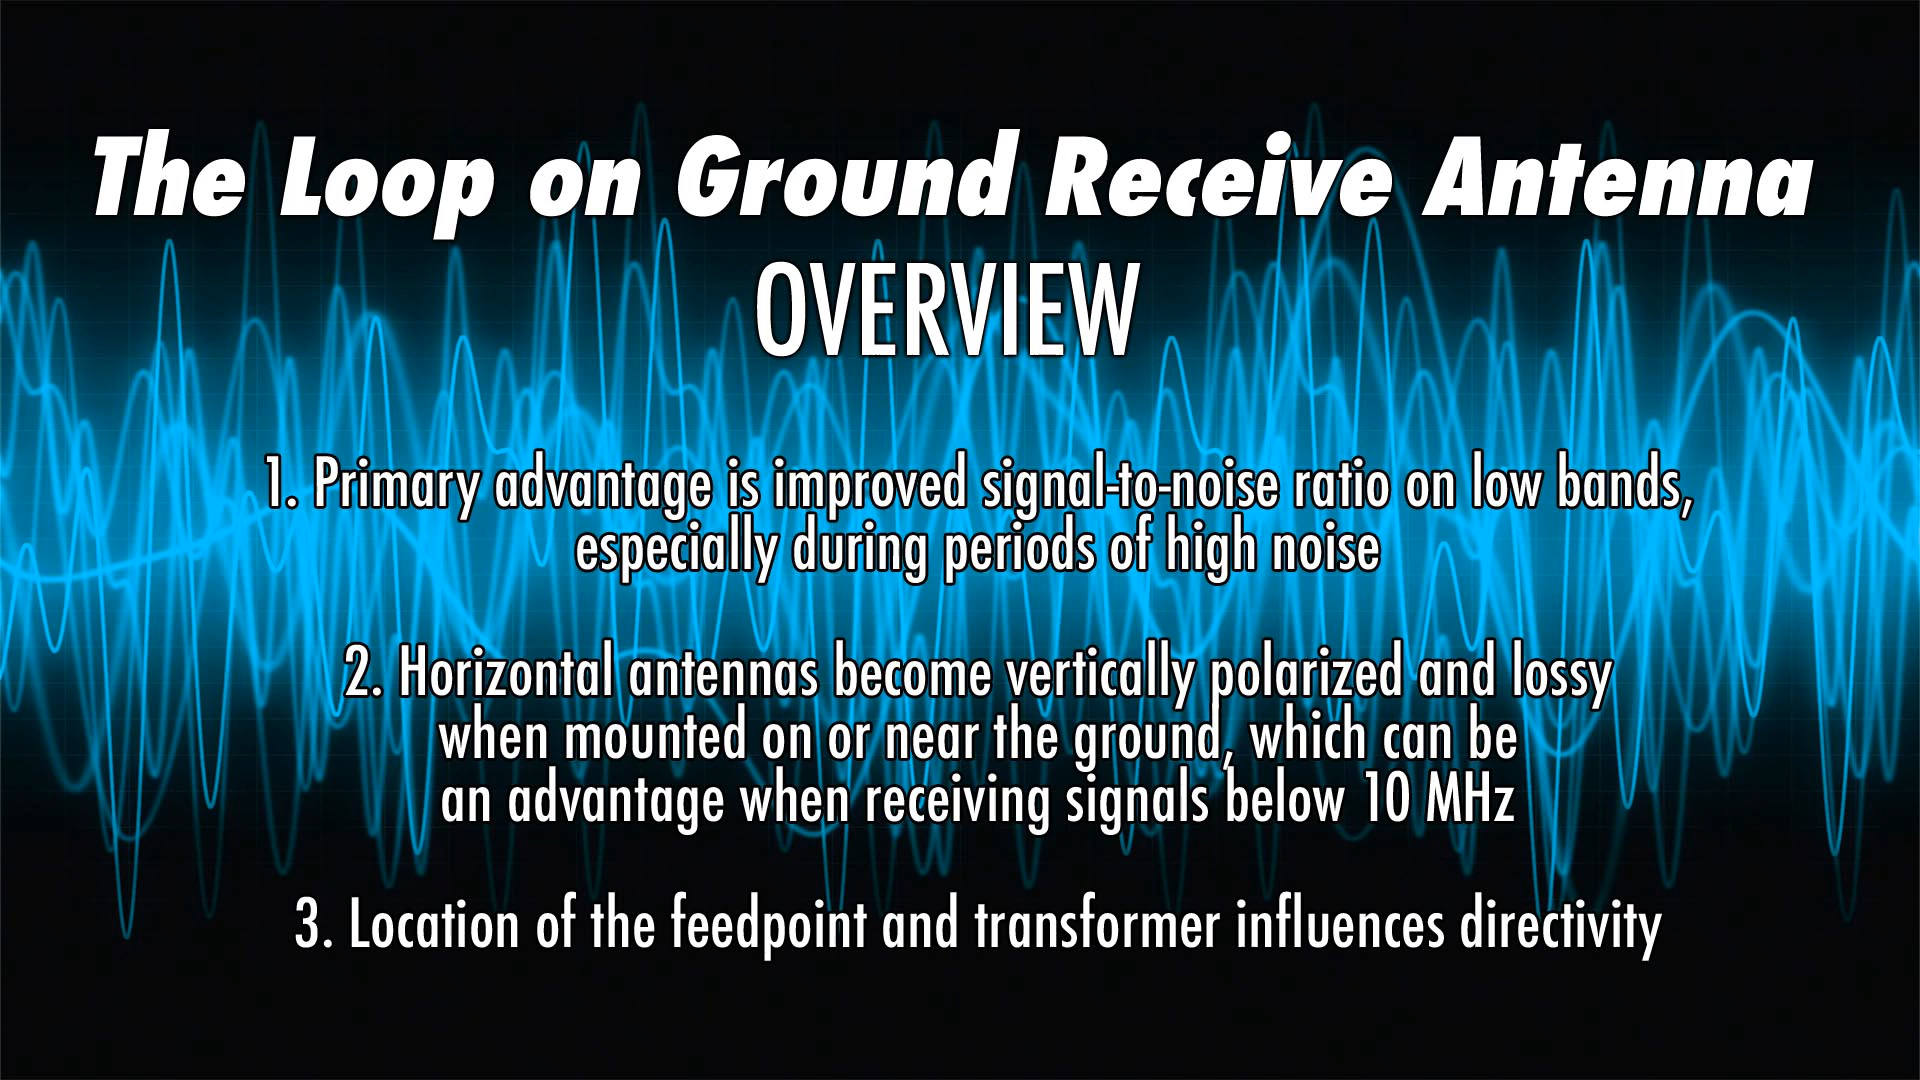 The Loop on Ground Receive Antenna
OVERVIEW
1. Primary advantage is improved signal-to-noise ratio on low bands,
especially during periods of high noise
2. Horizontal antennas become vertically polarized and lossy
when mounted on or near the ground, which can be
an advantage when receiving signals below 10 MHz
3. Location of the feedpoint and transformer influences directivity